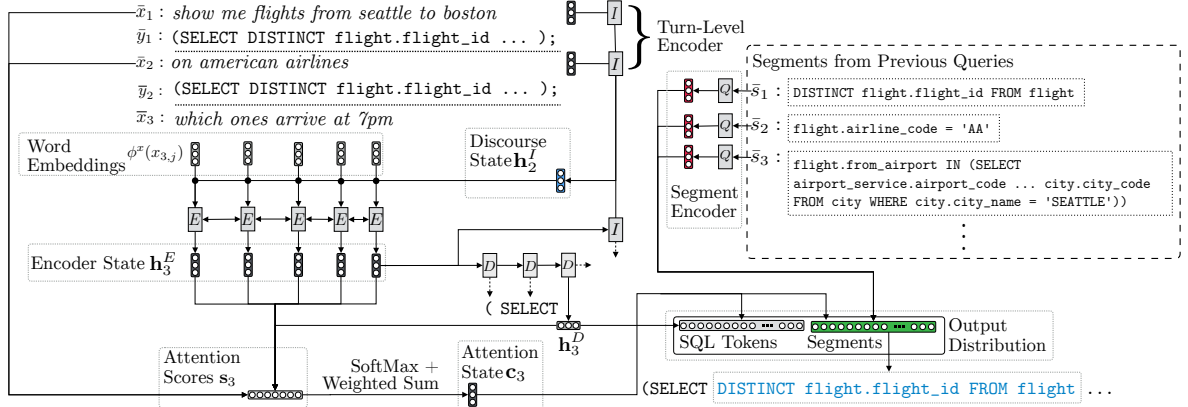 x̄₁ : show me flights from seattle to boston
ȳ₁ : (SELECT DISTINCT flight.flight_id ... );
x̄₂ : on american airlines
ȳ₂ : (SELECT DISTINCT flight.flight_id ... );
x̄₃ : which ones arrive at 7pm
I
I
Turn-Level
Encoder
Segments from Previous Queries
Q s̄₁ : DISTINCT flight.flight_id FROM flight
Q s̄₂ : flight.airline_code = 'AA'
Q s̄₃ : flight.from_airport IN (SELECT
airport_service.airport_code ... city.city_code
FROM city WHERE city.city_name = 'SEATTLE'))
Segment
Encoder
Word
Embeddings
φˣ(x₃,ⱼ)
Discourse
State h₂ᴵ
E E E E E
I
Encoder State h₃ᴱ
D D D
( SELECT
h₃ᴰ
SQL Tokens
Segments
Output
Distribution
Attention
Scores s₃
SoftMax +
Weighted Sum
Attention
State c₃
(SELECT DISTINCT flight.flight_id FROM flight ...